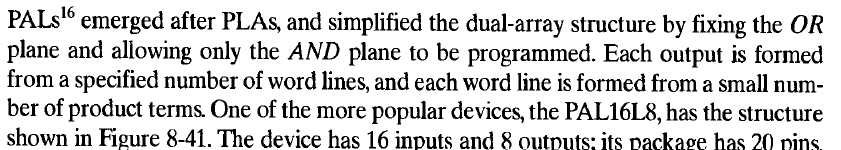 PALs16 emerged after PLAs, and simplified the dual-array structure by fixing the OR
plane and allowing only the AND plane to be programmed. Each output is formed
from a specified number of word lines, and each word line is formed from a small num-
ber of product terms. One of the more popular devices, the PAL16L8, has the structure
shown in Figure 8-41. The device has 16 inputs and 8 outputs; its package has 20 pins.